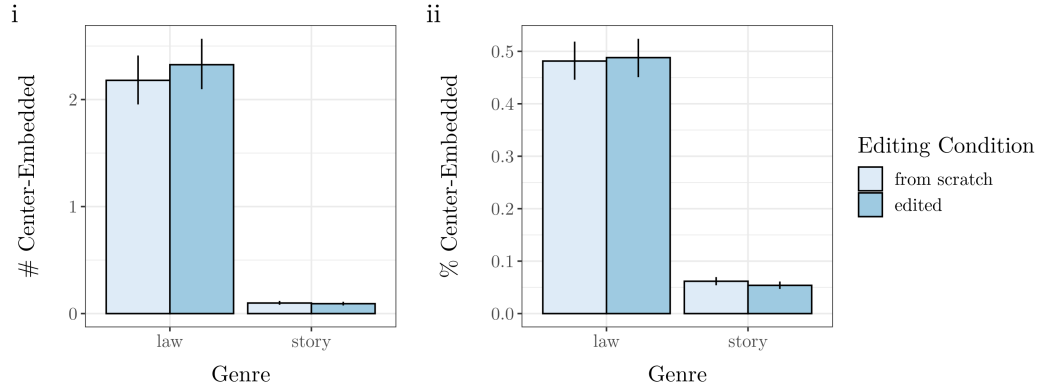 i
# Center-Embedded
2
1
0
law
story
Genre
ii
% Center-Embedded
0.5
0.4
0.3
0.2
0.1
0.0
law
story
Genre
Editing Condition
from scratch
edited